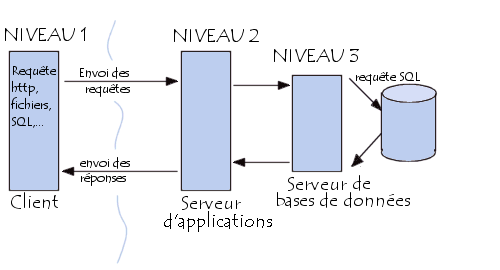 NIVEAU 1
NIVEAU 2
NIVEAU 3
Requête
http,
fichiers,
SQL,...
Envoi des
requêtes
requête SQL
envoi des
réponses
Client
Serveur
d'applications
Serveur de
bases de données